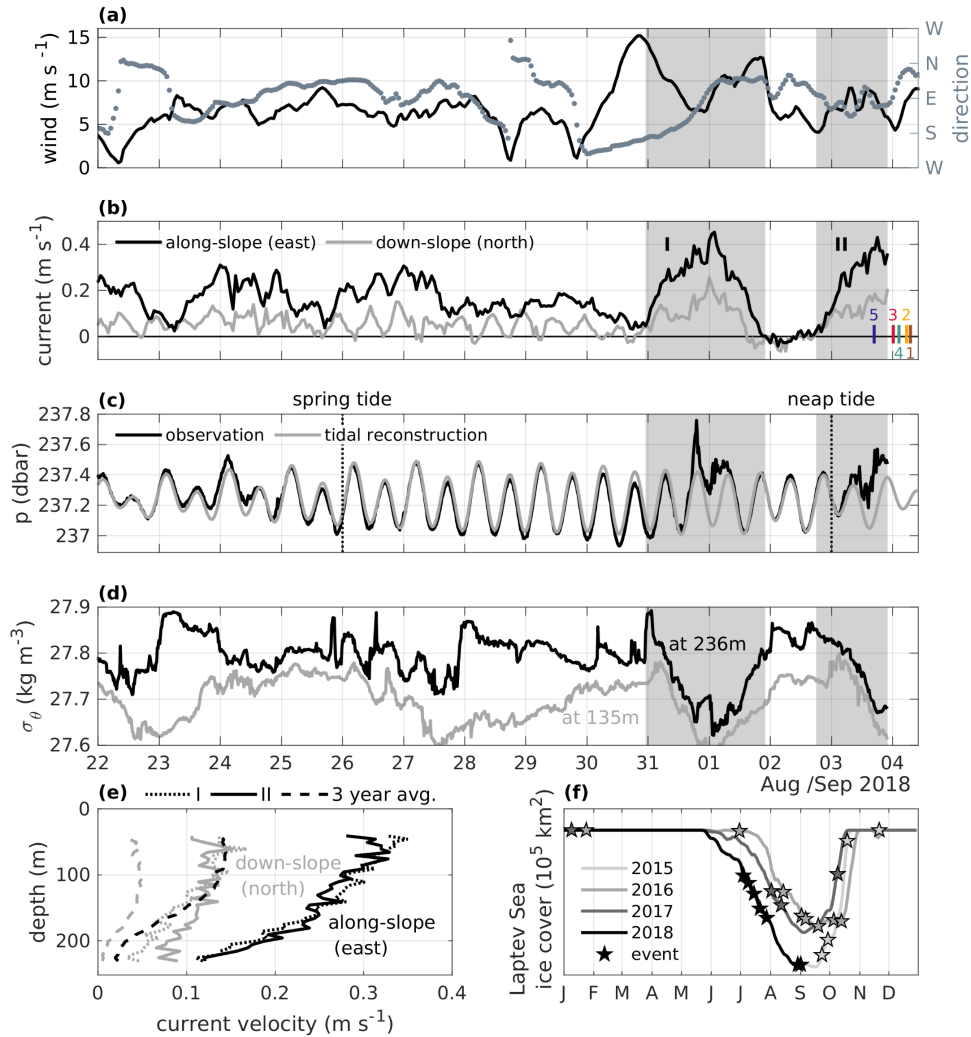 (a)
wind (m s⁻¹)
15
10
5
0
W
N
E
S
W
direction
(b)
current (m s⁻¹)
0.4
0.2
0
along-slope (east)
down-slope (north)
I
II
5
3
2
4
1
(c)
spring tide
neap tide
p (dbar)
237.8
237.6
237.4
237.2
237
observation
tidal reconstruction
(d)
σθ (kg m⁻³)
27.9
27.8
27.7
27.6
at 236m
at 135m
22 23 24 25 26 27 28 29 30 31 01 02 03 04
Aug /Sep 2018
(e)
I
II
3 year avg.
depth (m)
0
100
200
down-slope
(north)
along-slope
(east)
0 0.1 0.2 0.3 0.4
current velocity (m s⁻¹)
(f)
Laptev Sea
ice cover (10⁵ km²)
2015
2016
2017
2018
event
J F M A M J J A S O N D